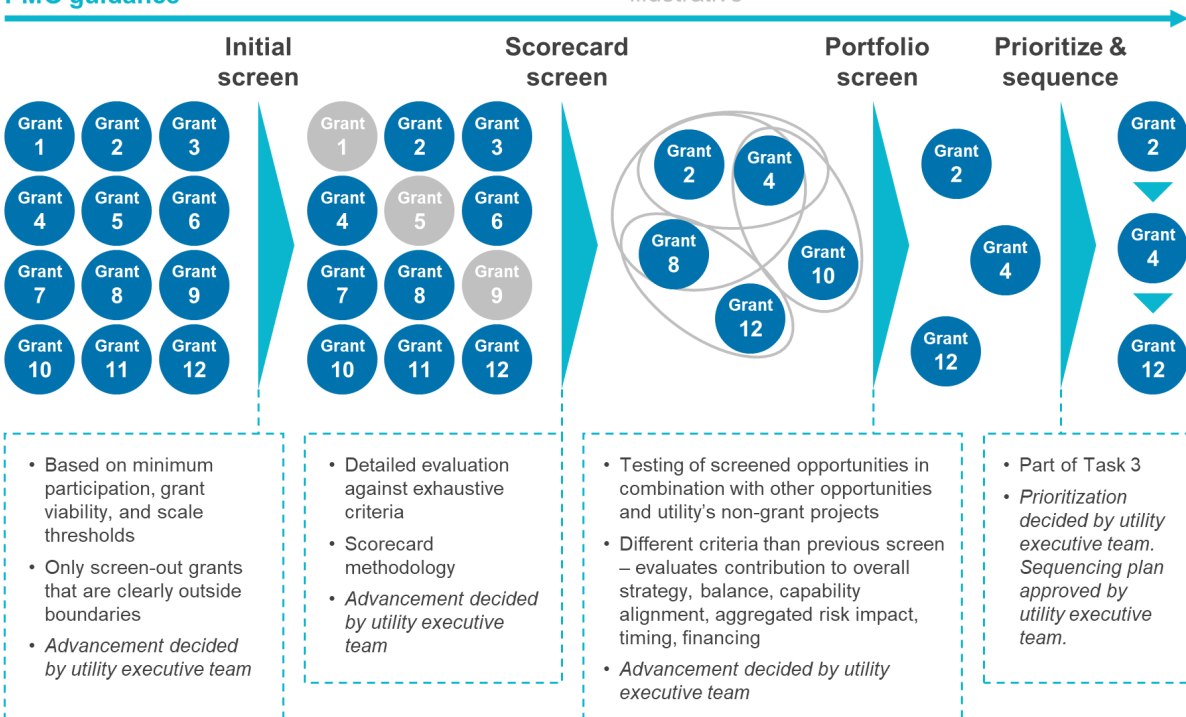 PMO guidance
Illustrative
Initial
screen
Scorecard
screen
Portfolio
screen
Prioritize &
sequence
Grant
1
Grant
2
Grant
3
Grant
4
Grant
5
Grant
6
Grant
7
Grant
8
Grant
9
Grant
10
Grant
11
Grant
12
Grant
1
Grant
2
Grant
3
Grant
4
Grant
5
Grant
6
Grant
7
Grant
8
Grant
9
Grant
10
Grant
11
Grant
12
Grant
2
Grant
4
Grant
8
Grant
10
Grant
12
Grant
2
Grant
4
Grant
12
Grant
2
Grant
4
Grant
12
• Based on minimum
participation, grant
viability, and scale
thresholds
• Only screen-out grants
that are clearly outside
boundaries
• Advancement decided
by utility executive team
• Detailed evaluation
against exhaustive
criteria
• Scorecard
methodology
• Advancement decided
by utility executive
team
• Testing of screened opportunities in
combination with other opportunities
and utility's non-grant projects
• Different criteria than previous screen
– evaluates contribution to overall
strategy, balance, capability
alignment, aggregated risk impact,
timing, financing
• Advancement decided by utility
executive team
• Part of Task 3
• Prioritization
decided by utility
executive team.
Sequencing plan
approved by
utility executive
team.